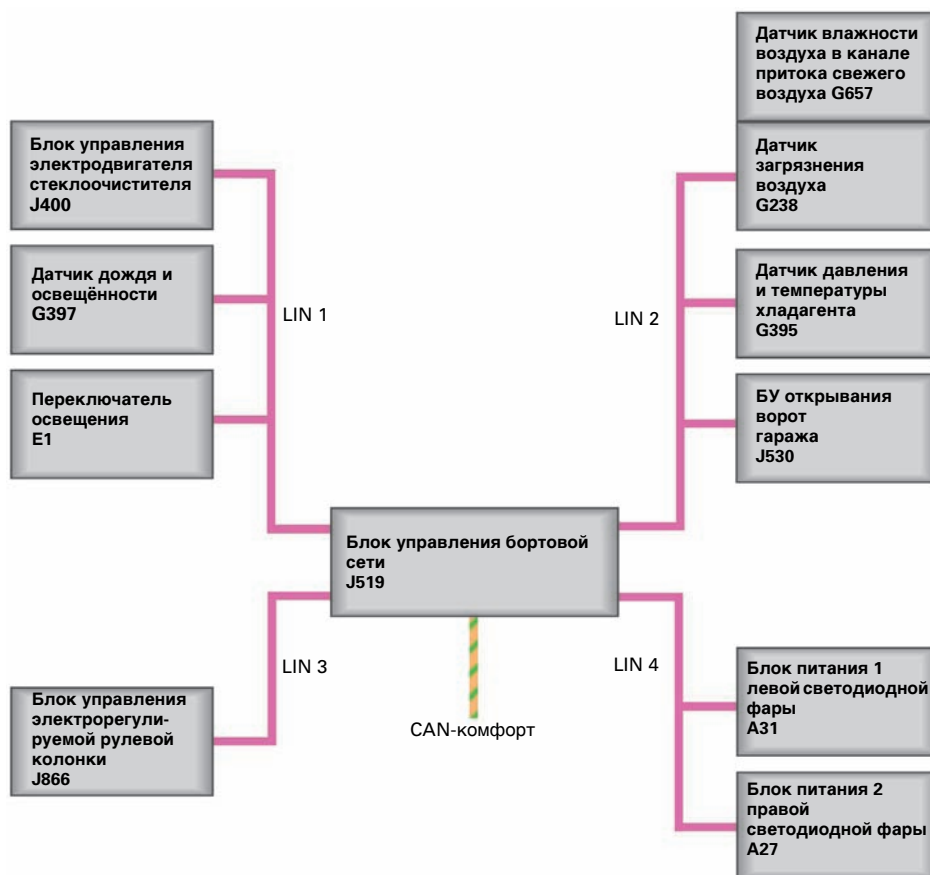 Датчик влажности
воздуха в канале
притока свежего
воздуха G657
Блок управления
электродвигателя
стеклоочистителя
J400
Датчик
загрязнения
воздуха
G238
Датчик дождя и
освещённости
G397
LIN 1
LIN 2
Датчик давления
и температуры
хладагента
G395
Переключатель
освещения
E1
БУ открывания
ворот
гаража
J530
Блок управления бортовой
сети
J519
LIN 3
LIN 4
Блок управления
электрорегули-
руемой рулевой
колонки
J866
CAN-комфорт
Блок питания 1
левой светодиодной
фары
A31
Блок питания 2
правой
светодиодной фары
A27